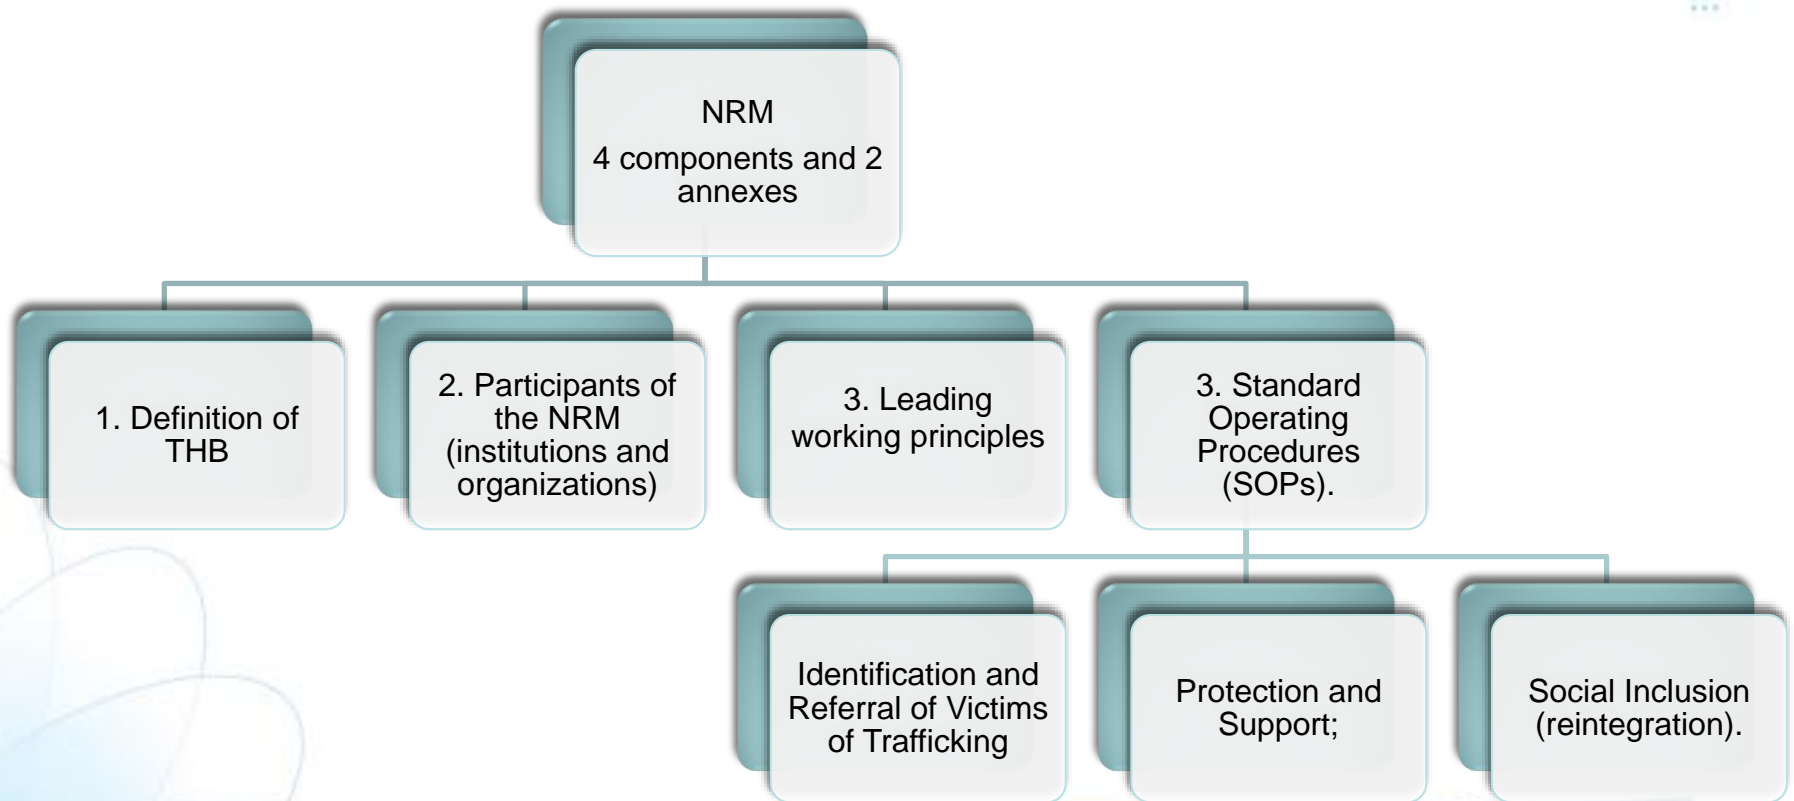 NRM
4 components and 2
annexes
1. Definition of
THB
2. Participants of
the NRM
(institutions and
organizations)
3. Leading
working principles
3. Standard
Operating
Procedures
(SOPs).
Identification and
Referral of Victims
of Trafficking
Protection and
Support;
Social Inclusion
(reintegration).